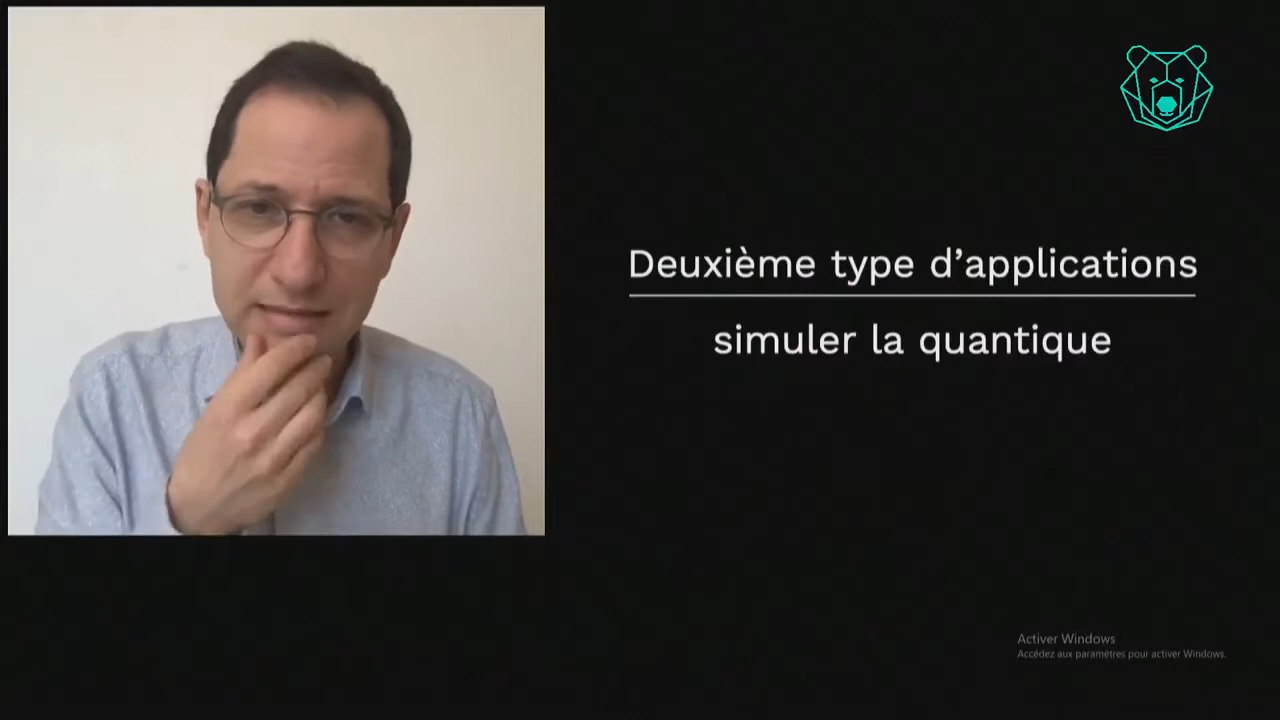 Deuxième type d'applications
simuler la quantique
Activer Windows
Accédez aux paramètres pour activer Windows.